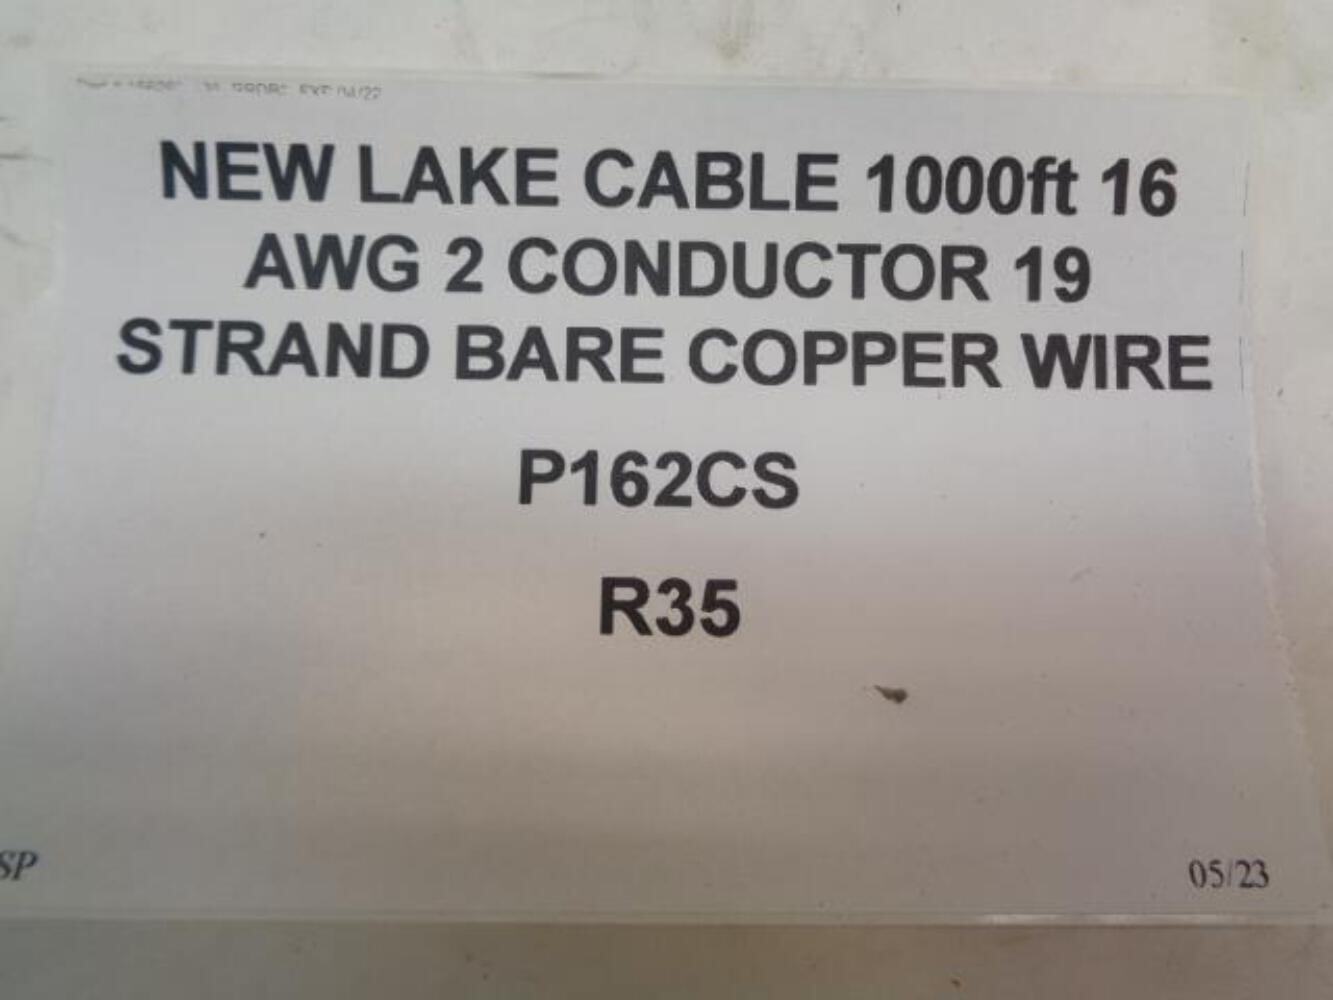 NEW LAKE CABLE 1000ft 16
AWG 2 CONDUCTOR 19
STRAND BARE COPPER WIRE
P162CS
R35
SP
05/23